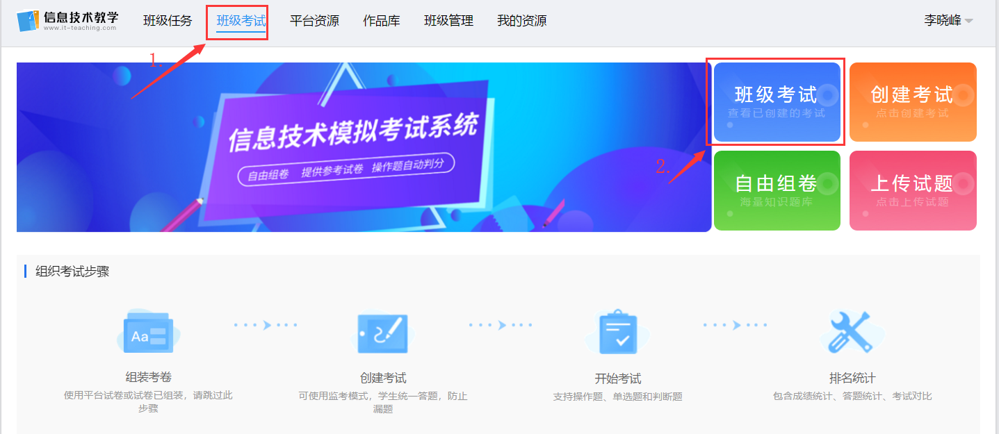 信息技术教学
www.it-teaching.com
班级任务 班级考试 平台资源 作品库 班级管理 我的资源 李晓峰
1.
信息技术模拟考试系统
自由组卷 提供参考试卷 操作题自动判分
班级考试
查看已创建的考试
创建考试
点击创建考试
2.
自由组卷
海量知识题库
上传试题
点击上传试题
组织考试步骤
Aa
组装考卷
使用平台试卷或试卷已组装，请跳过此
步骤
创建考试
可使用监考模式，学生统一答题，防止
漏题
开始考试
支持操作题、单选题和判断题
排名统计
包含成绩统计、答题统计、考试对比